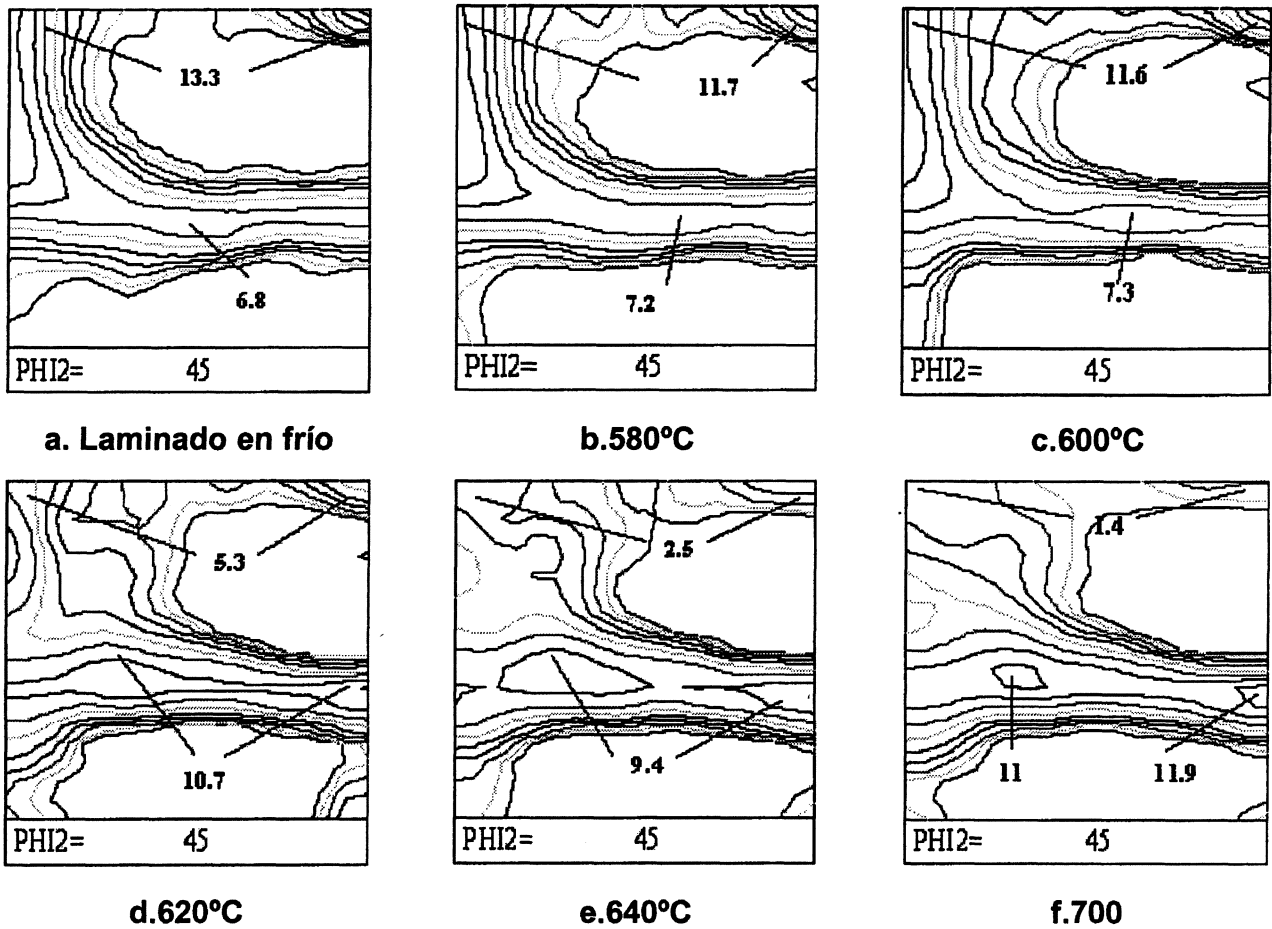 13.3
6.8
PHI2= 45
a. Laminado en frío
11.7
7.2
PHI2= 45
b.580ºC
11.6
7.3
PHI2= 45
c.600ºC
5.3
10.7
PHI2= 45
d.620ºC
2.5
9.4
PHI2= 45
e.640ºC
1.4
11 11.9
PHI2= 45
f.700